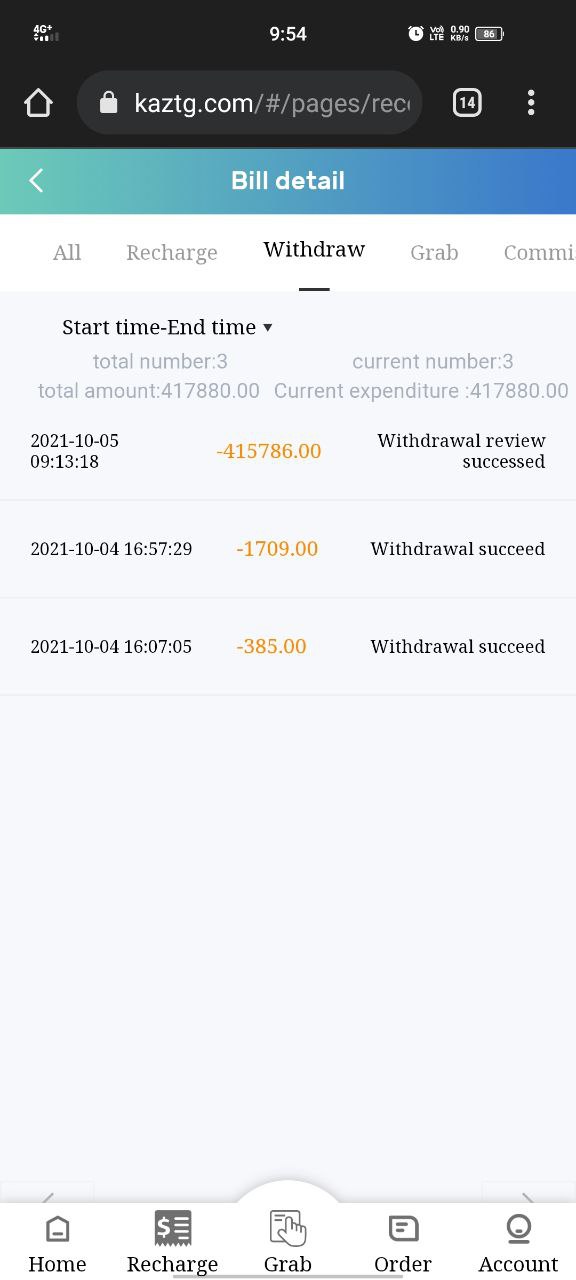 4G+
9:54
Vo) LTE
0.90 KB/s
86
kaztg.com/#/pages/rec
14
Bill detail
All Recharge Withdraw Grab Commi
Start time-End time
total number:3 current number:3
total amount:417880.00 Current expenditure :417880.00
2021-10-05 09:13:18 -415786.00 Withdrawal review successed
2021-10-04 16:57:29 -1709.00 Withdrawal succeed
2021-10-04 16:07:05 -385.00 Withdrawal succeed
Home Recharge Grab Order Account